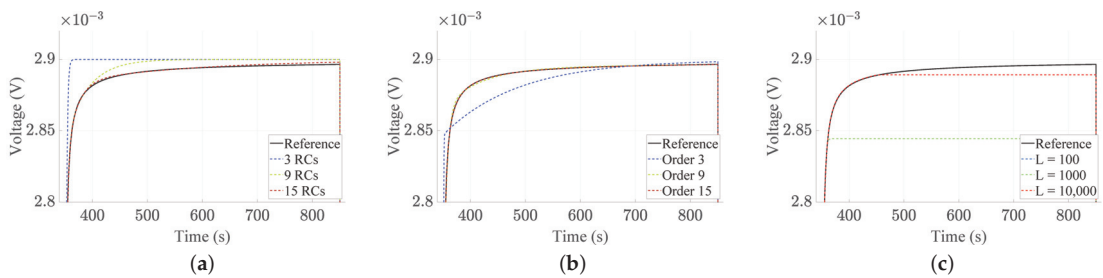 ×10⁻³
2.9
2.85
2.8
Voltage (V)
400 500 600 700 800
Time (s)
Reference
3 RCs
9 RCs
15 RCs
(a)
×10⁻³
2.9
2.85
2.8
Voltage (V)
400 500 600 700 800
Time (s)
Reference
Order 3
Order 9
Order 15
(b)
×10⁻³
2.9
2.85
2.8
Voltage (V)
400 500 600 700 800
Time (s)
Reference
L = 100
L = 1000
L = 10,000
(c)